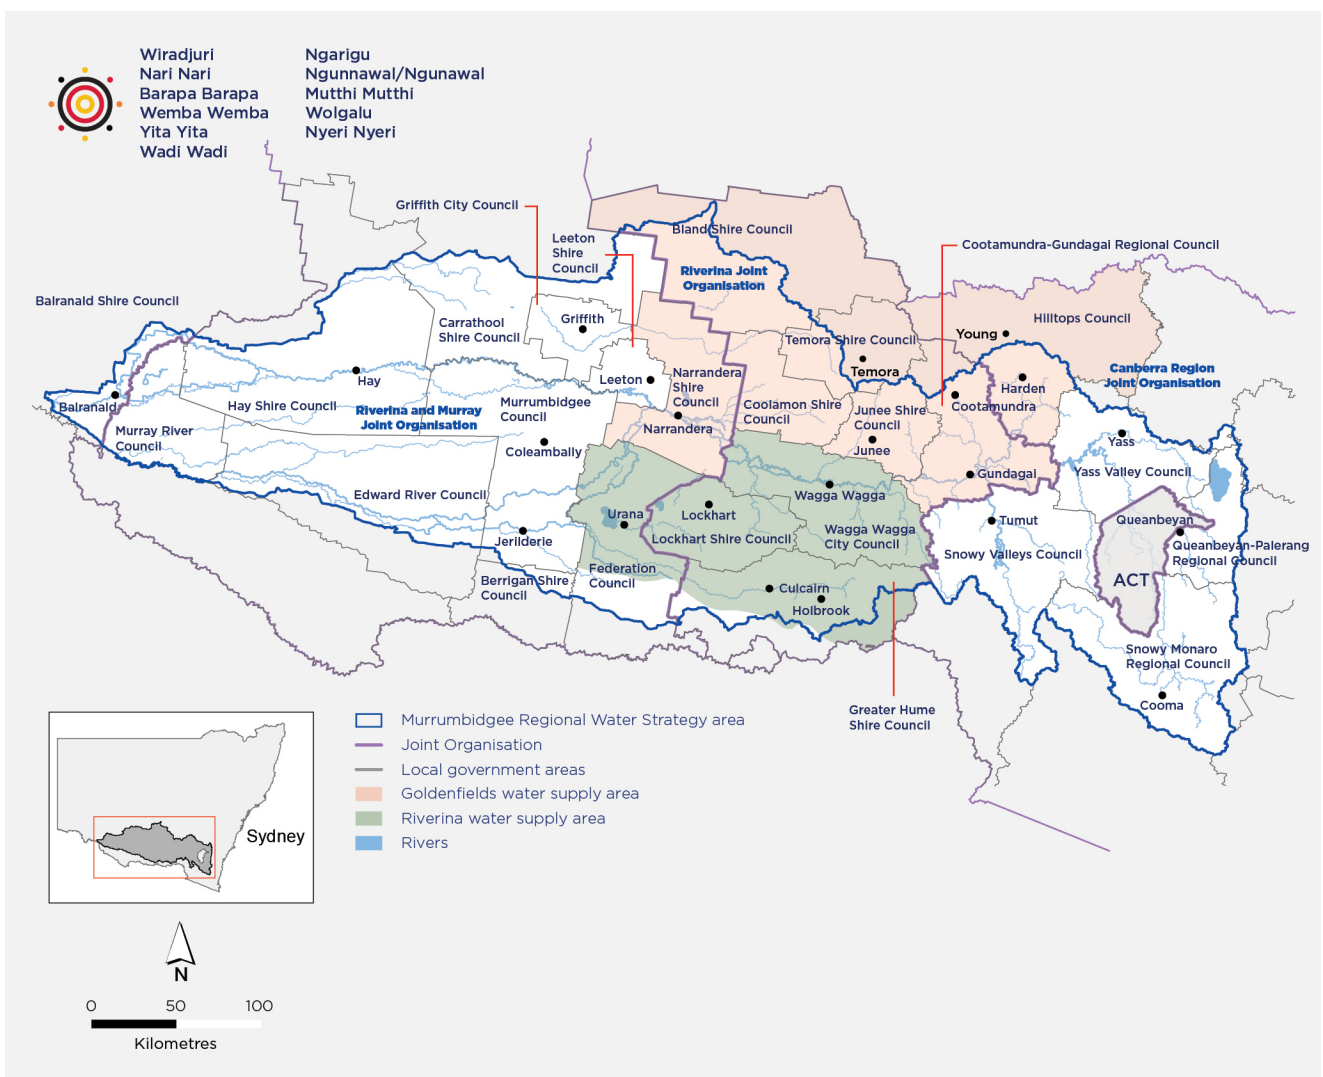 Wiradjuri
Nari Nari
Barapa Barapa
Wemba Wemba
Yita Yita
Wadi Wadi
Ngarigu
Ngunnawal/Ngunawal
Mutthi Mutthi
Wolgalu
Nyeri Nyeri
Griffith City Council
Leeton
Shire
Council
Bland Shire Council
Riverina Joint
Organisation
Cootamundra-Gundagai Regional Council
Balranald Shire Council
Carrathool
Shire Council
Griffith
Hilltops Council
Young
Temora Shire Council
Temora
Canberra Region
Joint Organisation
Hay
Leeton
Narrandera
Shire
Council
Harden
Cootamundra
Balranald
Hay Shire Council
Riverina and Murray
Joint Organisation
Murrumbidgee
Council
Coolamon Shire
Council
Junee Shire
Council
Narrandera
Murray River
Council
Coleambally
Junee
Yass
Gundagai
Yass Valley Council
Edward River Council
Wagga Wagga
Urana
Lockhart
Tumut
Queanbeyan
Jerilderie
Lockhart Shire Council
Wagga Wagga
City Council
Snowy Valleys Council
Queanbeyan-Palerang
Regional Council
Federation
Council
Berrigan Shire
Council
Culcairn
Holbrook
ACT
Snowy Monaro
Regional Council
Cooma
Greater Hume
Shire Council
Murrumbidgee Regional Water Strategy area
Joint Organisation
Local government areas
Goldenfields water supply area
Riverina water supply area
Rivers
Sydney
N
0 50 100
Kilometres